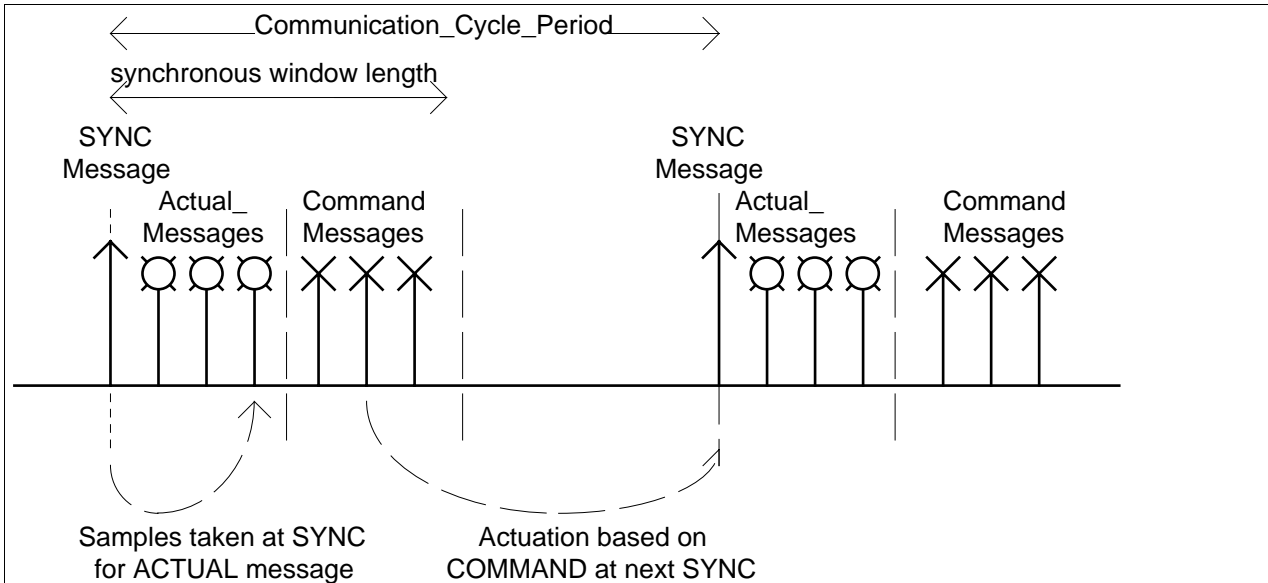 Communication_Cycle_Period
synchronous window length
SYNC
Message
Actual_
Messages
Command
Messages
SYNC
Message
Actual_
Messages
Command
Messages
Samples taken at SYNC
for ACTUAL message
Actuation based on
COMMAND at next SYNC